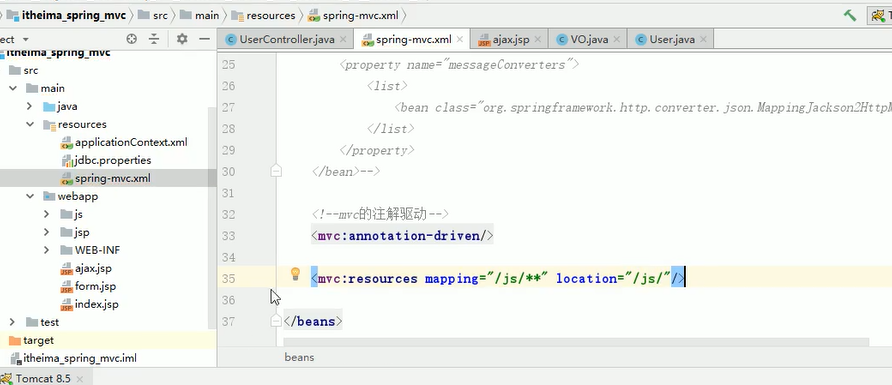 itheima_spring_mvc
src
main
resources
spring-mvc.xml
UserController.java
spring-mvc.xml
ajax.jsp
VO.java
User.java
itheima_spring_mvc
src
main
java
resources
applicationContext.xml
jdbc.properties
spring-mvc.xml
webapp
js
jsp
WEB-INF
ajax.jsp
form.jsp
index.jsp
test
target
itheima_spring_mvc.iml
25 <property name="messageConverters">
26 <list>
27 <bean class="org.springframework.http.converter.json.MappingJackson2HttpM
28 </list>
29 </property>
30 </bean>-->
31
32 <!--mvc的注解驱动-->
33 <mvc:annotation-driven/>
34
35 <mvc:resources mapping="/js/**" location="/js/"/>
36
37 </beans>
beans
Tomcat 8.5